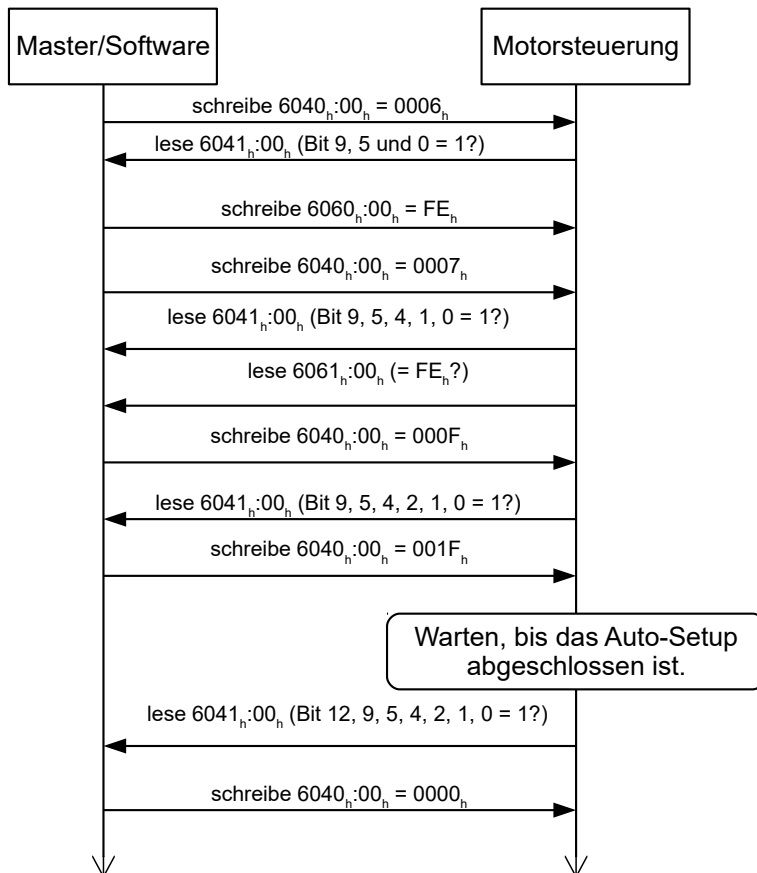 Master/Software
Motorsteuerung
schreibe 6040ₕ:00ₕ = 0006ₕ
lese 6041ₕ:00ₕ (Bit 9, 5 und 0 = 1?)
schreibe 6060ₕ:00ₕ = FEₕ
schreibe 6040ₕ:00ₕ = 0007ₕ
lese 6041ₕ:00ₕ (Bit 9, 5, 4, 1, 0 = 1?)
lese 6061ₕ:00ₕ (= FEₕ?)
schreibe 6040ₕ:00ₕ = 000Fₕ
lese 6041ₕ:00ₕ (Bit 9, 5, 4, 2, 1, 0 = 1?)
schreibe 6040ₕ:00ₕ = 001Fₕ
Warten, bis das Auto-Setup
abgeschlossen ist.
lese 6041ₕ:00ₕ (Bit 12, 9, 5, 4, 2, 1, 0 = 1?)
schreibe 6040ₕ:00ₕ = 0000ₕ